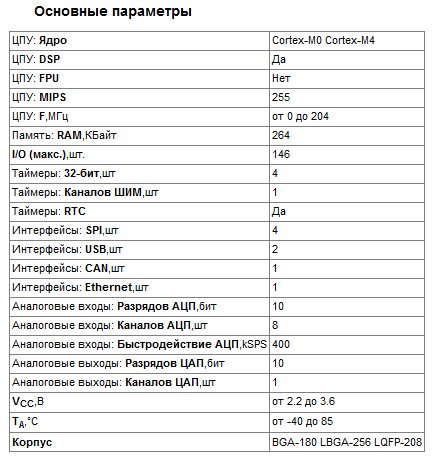 Основные параметры
ЦПУ: Ядро Cortex-M0 Cortex-M4
ЦПУ: DSP Да
ЦПУ: FPU Нет
ЦПУ: MIPS 255
ЦПУ: F,МГц от 0 до 204
Память: RAM,КБайт 264
I/O (макс.),шт. 146
Таймеры: 32-бит,шт 4
Таймеры: Каналов ШИМ,шт 1
Таймеры: RTC Да
Интерфейсы: SPI,шт 4
Интерфейсы: USB,шт 2
Интерфейсы: CAN,шт 1
Интерфейсы: Ethernet,шт 1
Аналоговые входы: Разрядов АЦП,бит 10
Аналоговые входы: Каналов АЦП,шт 8
Аналоговые входы: Быстродействие АЦП,kSPS 400
Аналоговые выходы: Разрядов ЦАП,бит 10
Аналоговые выходы: Каналов ЦАП,шт 1
VCC,В от 2.2 до 3.6
TA,°C от -40 до 85
Корпус BGA-180 LBGA-256 LQFP-208